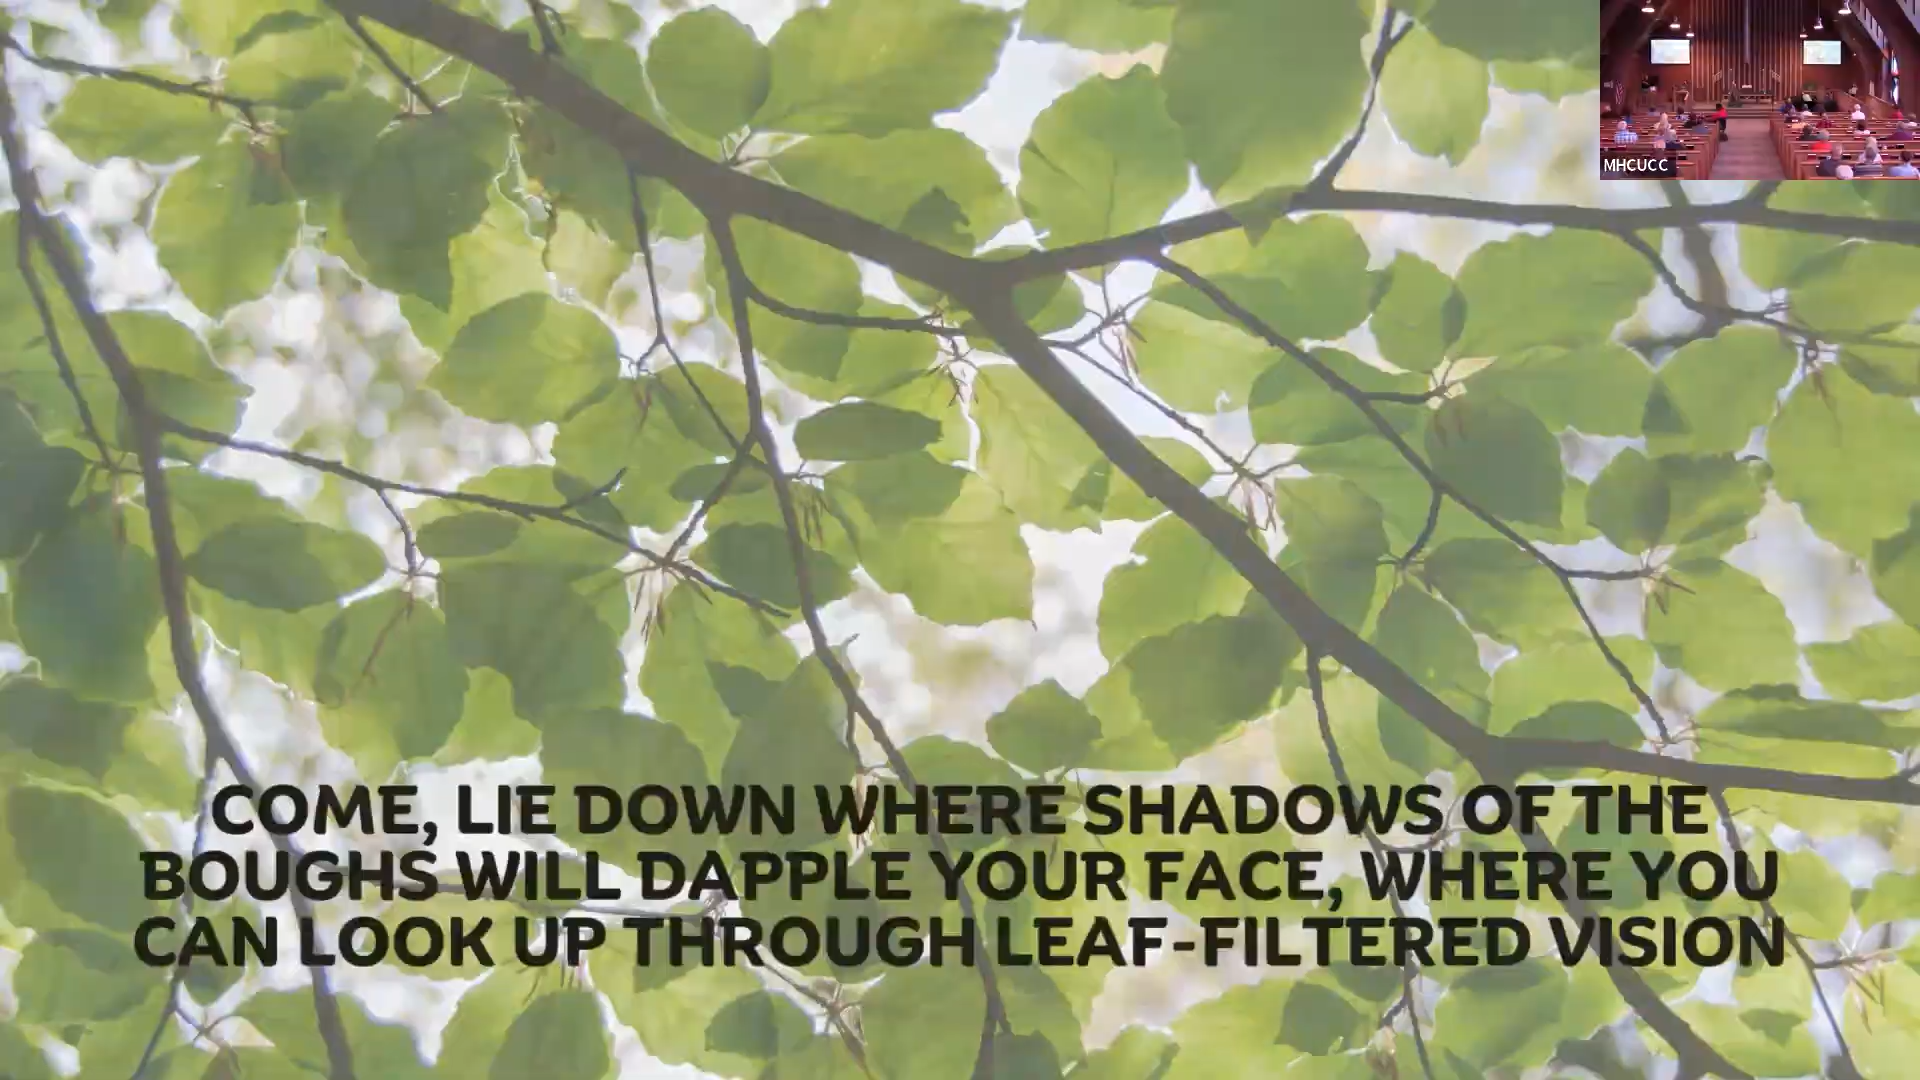 MHCUCC
COME, LIE DOWN WHERE SHADOWS OF THE
BOUGHS WILL DAPPLE YOUR FACE, WHERE YOU
CAN LOOK UP THROUGH LEAF-FILTERED VISION